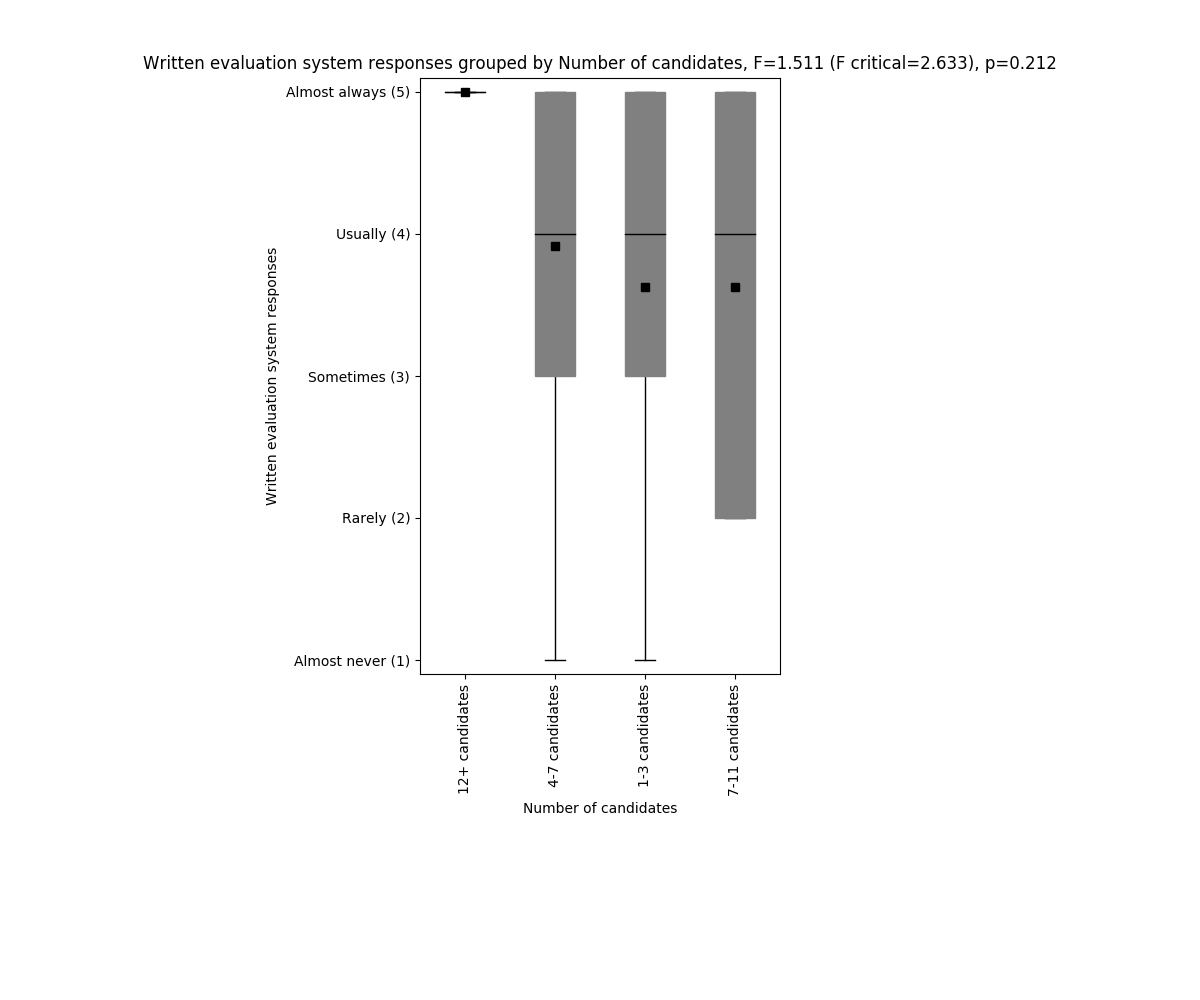 Written evaluation system responses grouped by Number of candidates, F=1.511 (F critical=2.633), p=0.212
Written evaluation system responses
Almost always (5)
Usually (4)
Sometimes (3)
Rarely (2)
Almost never (1)
12+ candidates
4-7 candidates
1-3 candidates
7-11 candidates
Number of candidates